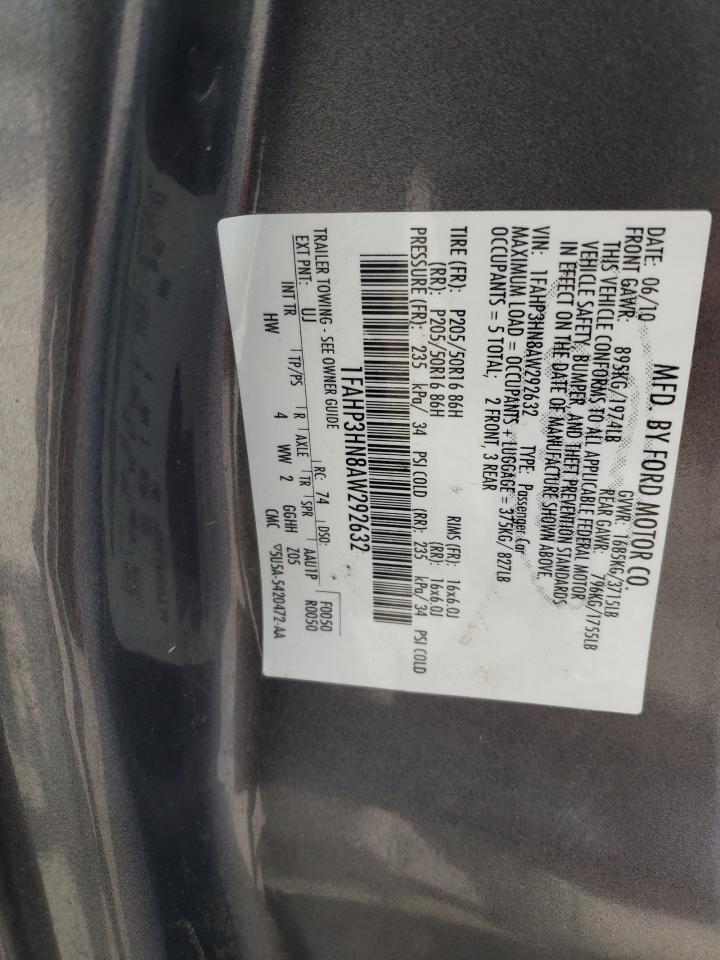 MFD. BY FORD MOTOR CO.
DATE: 06/10 GVWR: 1685KG/3715LB
FRONT GAWR: 895KG/1974LB REAR GAWR: 796KG/1755LB
THIS VEHICLE CONFORMS TO ALL APPLICABLE FEDERAL MOTOR
VEHICLE SAFETY, BUMPER, AND THEFT PREVENTION STANDARDS
IN EFFECT ON THE DATE OF MANUFACTURE SHOWN ABOVE.
VIN: 1FAHP3HN8AW292632 TYPE: Passenger Car
MAXIMUM LOAD = OCCUPANTS + LUGGAGE = 375KG/827LB
OCCUPANTS = 5 TOTAL; 2 FRONT, 3 REAR
TIRE (FR): P205/50R16 86H RIMS (FR): 16x6.0J
(RR): P205/50R16 86H (RR): 16x6.0J
PRESSURE (FR): 235 kPa/ 34 PSI COLD (RR): 235 kPa/ 34 PSI COLD
1FAHP3HN8AW292632
TRAILER TOWING - SEE OWNER GUIDE F0050
EXT PNT: UJ RC: 74 DSO: R0050
INT TR TP/PS R AXLE TR SPR AAU1P
HW 4 WW 2 GGHH Z05
CMC 5U5A-5420472-AA